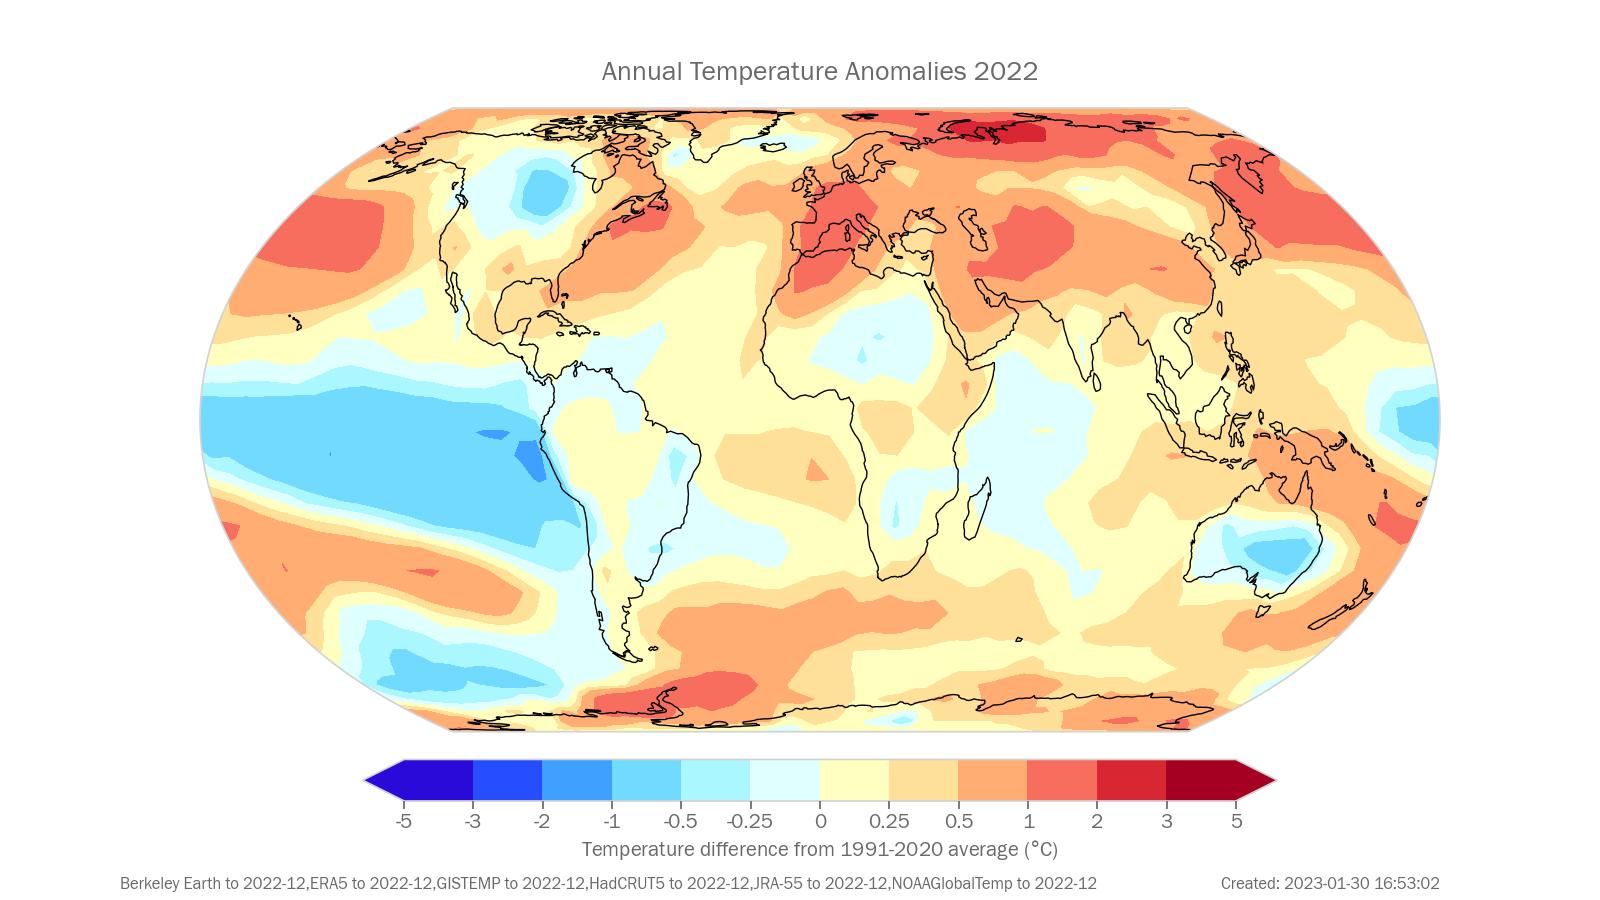 Annual Temperature Anomalies 2022
-5 -3 -2 -1 -0.5 -0.25 0 0.25 0.5 1 2 3 5
Temperature difference from 1991-2020 average (°C)
Berkeley Earth to 2022-12,ERA5 to 2022-12,GISTEMP to 2022-12,HadCRUT5 to 2022-12,JRA-55 to 2022-12,NOAAGlobalTemp to 2022-12 Created: 2023-01-30 16:53:02